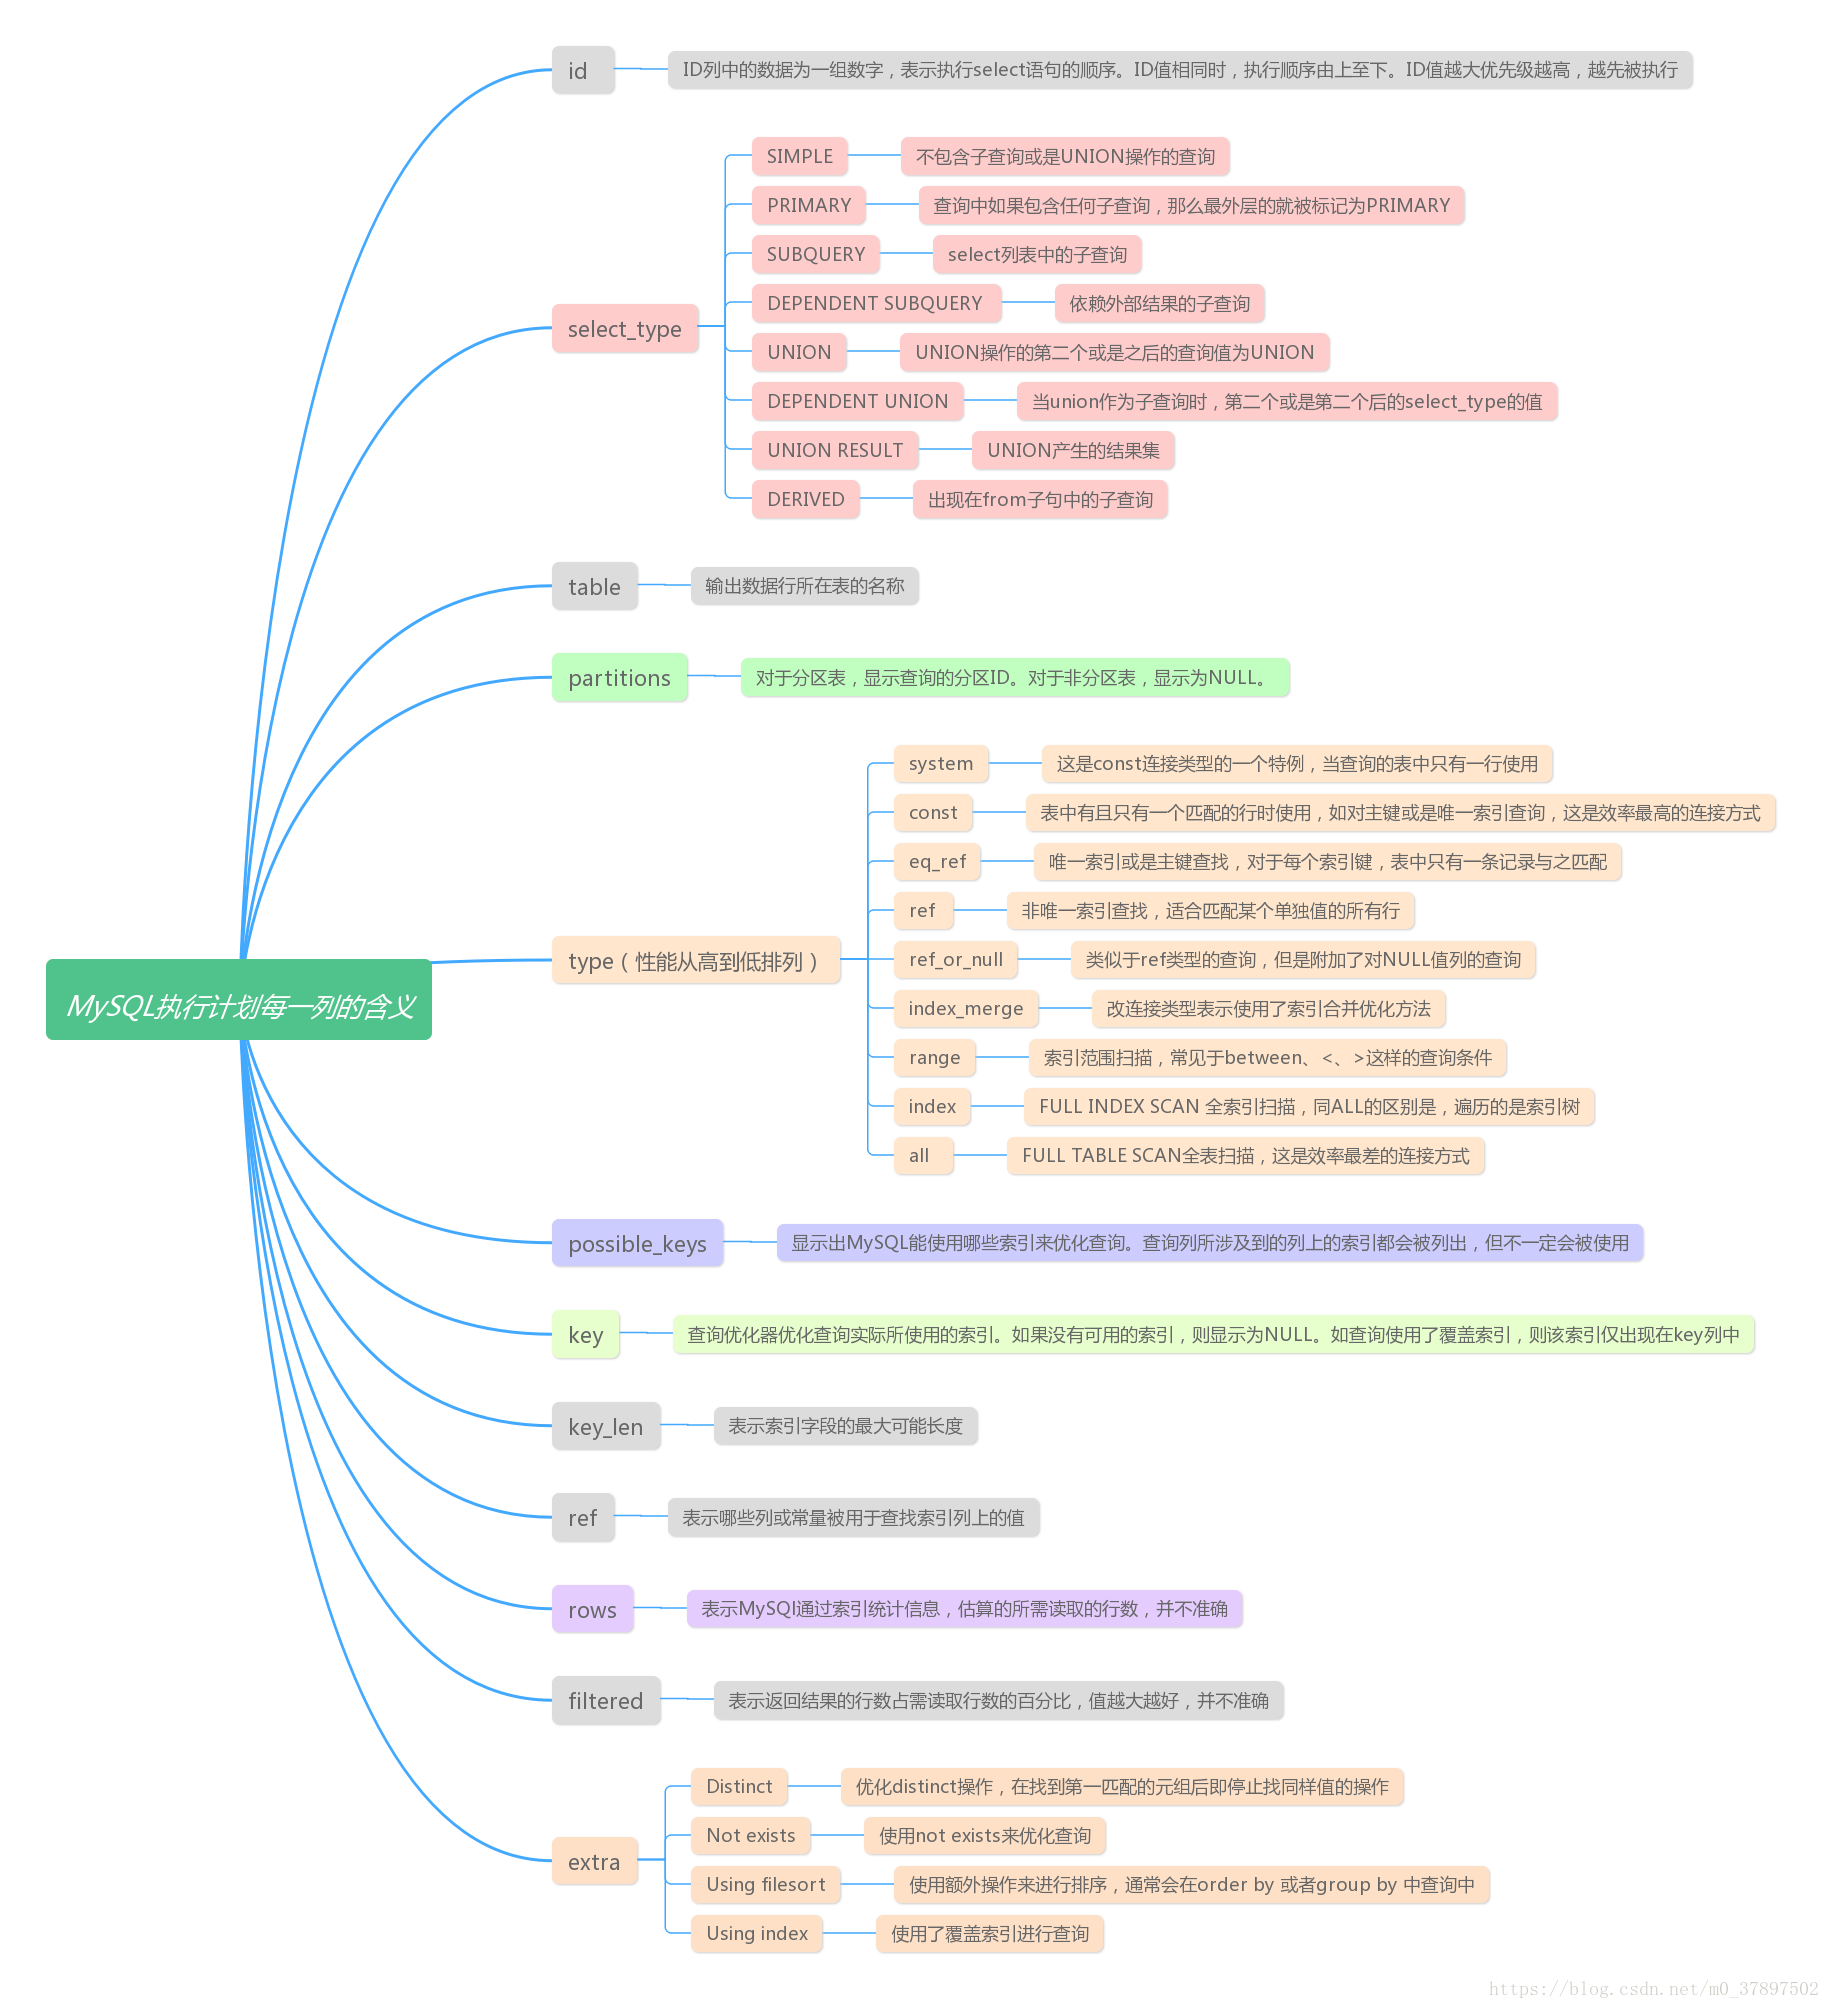 id
ID列中的数据为一组数字，表示执行select语句的顺序。ID值相同时，执行顺序由上至下。ID值越大优先级越高，越先被执行
select_type
SIMPLE
不包含子查询或是UNION操作的查询
PRIMARY
查询中如果包含任何子查询，那么最外层的就被标记为PRIMARY
SUBQUERY
select列表中的子查询
DEPENDENT SUBQUERY
依赖外部结果的子查询
UNION
UNION操作的第二个或是之后的查询值为UNION
DEPENDENT UNION
当union作为子查询时，第二个或是第二个后的select_type的值
UNION RESULT
UNION产生的结果集
DERIVED
出现在from子句中的子查询
table
输出数据行所在表的名称
partitions
对于分区表，显示查询的分区ID。对于非分区表，显示为NULL。
MySQL执行计划每一列的含义
type（性能从高到低排列）
system
这是const连接类型的一个特例，当查询的表中只有一行使用
const
表中有且只有一个匹配的行时使用，如对主键或是唯一索引查询，这是效率最高的连接方式
eq_ref
唯一索引或是主键查找，对于每个索引键，表中只有一条记录与之匹配
ref
非唯一索引查找，适合匹配某个单独值的所有行
ref_or_null
类似于ref类型的查询，但是附加了对NULL值列的查询
index_merge
改连接类型表示使用了索引合并优化方法
range
索引范围扫描，常见于between、<、>这样的查询条件
index
FULL INDEX SCAN 全索引扫描，同ALL的区别是，遍历的是索引树
all
FULL TABLE SCAN全表扫描，这是效率最差的连接方式
possible_keys
显示出MySQL能使用哪些索引来优化查询。查询列所涉及到的列上的索引都会被列出，但不一定会被使用
key
查询优化器优化查询实际所使用的索引。如果没有可用的索引，则显示为NULL。如查询使用了覆盖索引，则该索引仅出现在key列中
key_len
表示索引字段的最大可能长度
ref
表示哪些列或常量被用于查找索引列上的值
rows
表示MySQl通过索引统计信息，估算的所需读取的行数，并不准确
filtered
表示返回结果的行数占需读取行数的百分比，值越大越好，并不准确
extra
Distinct
优化distinct操作，在找到第一匹配的元组后即停止找同样值的操作
Not exists
使用not exists来优化查询
Using filesort
使用额外操作来进行排序，通常会在order by 或者group by 中查询中
Using index
使用了覆盖索引进行查询
https://blog.csdn.net/m0_37897502